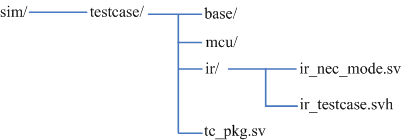 sim/ testcase/ base/
mcu/
ir/ ir_nec_mode.sv
ir_testcase.svh
tc_pkg.sv